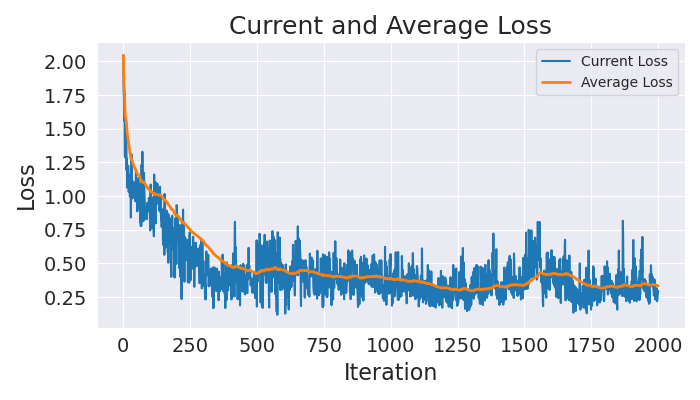 Current and Average Loss
Current Loss
Average Loss
2.00
1.75
1.50
1.25
1.00
0.75
0.50
0.25
Loss
0 250 500 750 1000 1250 1500 1750 2000
Iteration